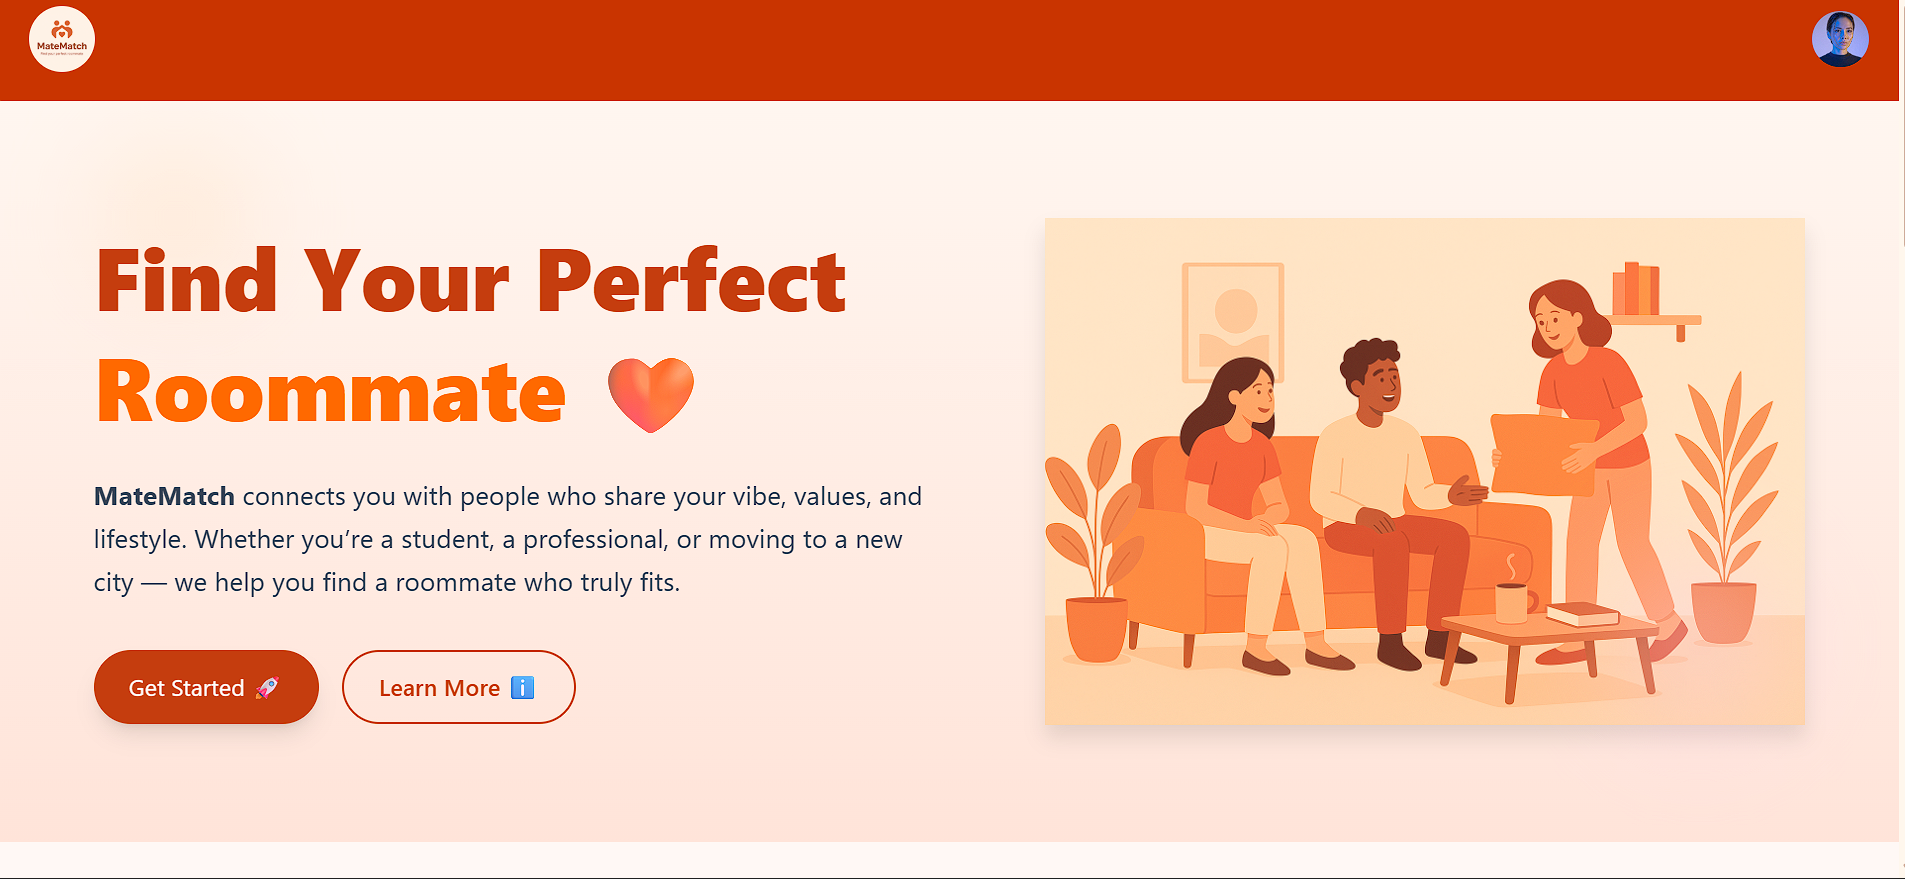 MateMatch
Find Your Perfect
Roommate
MateMatch connects you with people who share your vibe, values, and
lifestyle. Whether you’re a student, a professional, or moving to a new
city — we help you find a roommate who truly fits.
Get Started 🚀
Learn More ℹ️